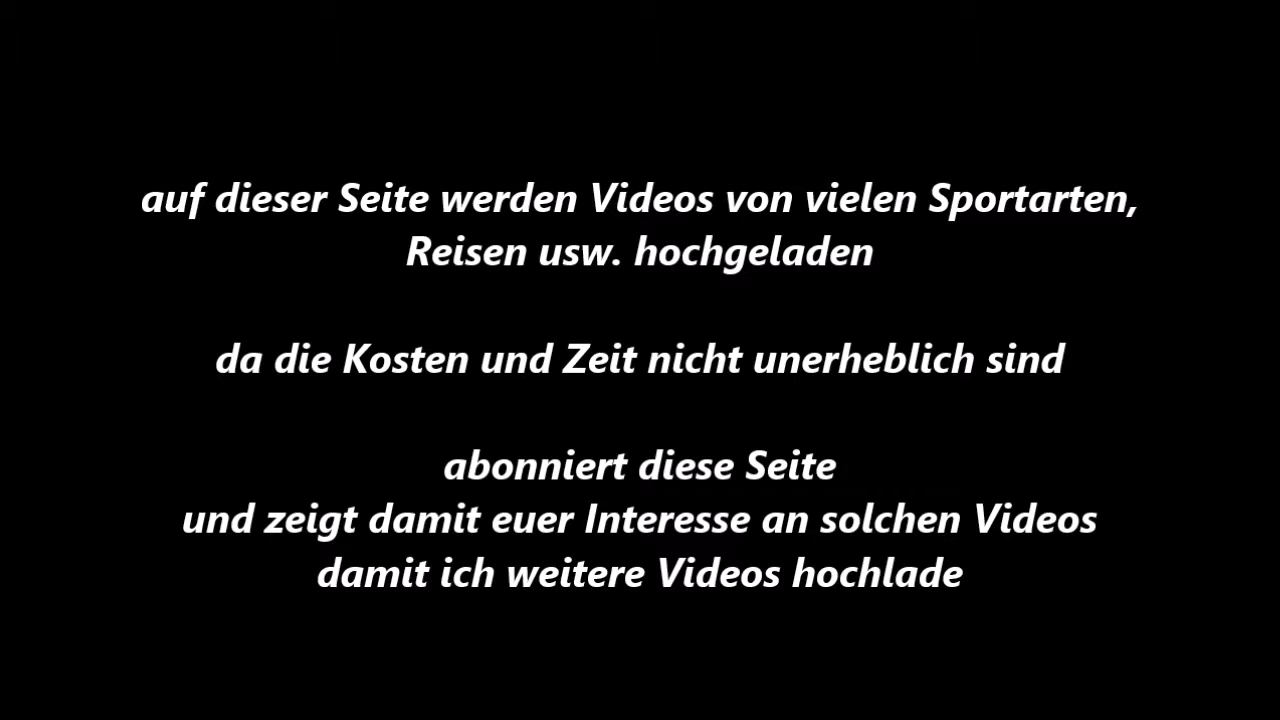 auf dieser Seite werden Videos von vielen Sportarten,
Reisen usw. hochgeladen
da die Kosten und Zeit nicht unerheblich sind
abonniert diese Seite
und zeigt damit euer Interesse an solchen Videos
damit ich weitere Videos hochlade